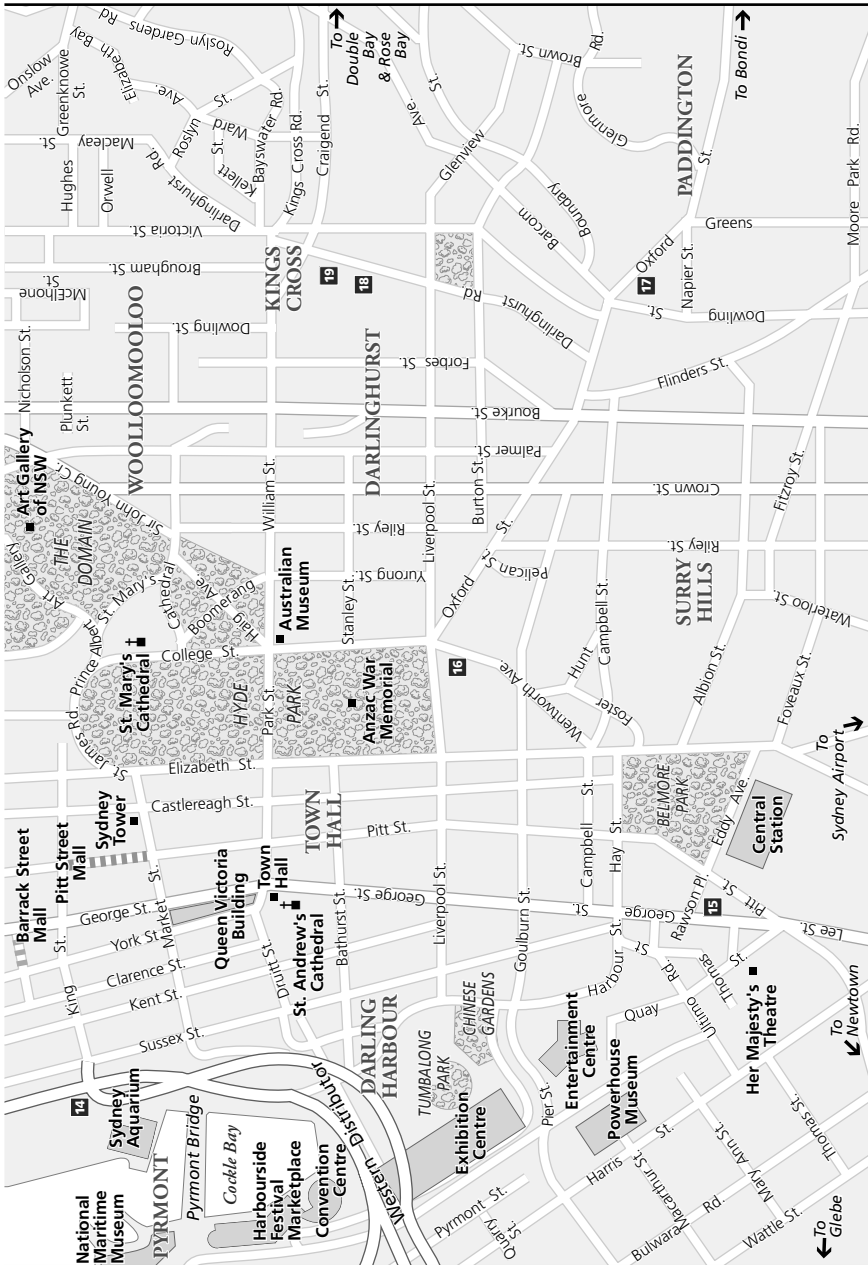 Onslow
Ave.
Greenknowe
St.
Elizabeth Bay
Rd
Roslyn Gardens
Ave.
St.
Macleay
St.
Hughes
Orwell
Roslyn
Ward
St.
Kellett
Bayswater Rd.
Kings Cross Rd.
Craigend St.
To
Double
Bay
& Rose
Bay
Darlinghurst
Rd
Victoria St.
Brougham St.
McElhone
St.
KINGS
CROSS
19
18
WOOLLOOMOOLOO
Dowling St.
Nicholson St.
Plunkett
St.
Glenview
Ave.
St.
Brown St.
Glenmore
Rd.
PADDINGTON
To Bondi
Boundary
Barcom
Oxford
St.
17
Napier St.
Greens
Moore Park Rd.
Dowling
St.
Darlinghurst
Rd
DARLINGHURST
Forbes St.
Flinders St.
Bourke St.
Palmer St.
Burton St.
Crown St.
Fitzroy St.
Art Gallery
of NSW
THE
DOMAIN
Sir John Young Cr.
Art
Gallery
William St.
Liverpool St.
Riley St.
Riley St.
Yurong St.
Stanley St.
Oxford
St.
Pelican St.
SURRY
HILLS
Waterloo St.
Prince Albert
St. Mary's
Cathedral
Boomerang
Haig Ave.
Australian
Museum
St. Mary's
Cathedral
College St.
HYDE
PARK
Park St.
Anzac War
Memorial
16
Wentworth Ave.
Hunt
Campbell St.
Foster
Albion St.
Foveaux St.
St. James Rd.
Elizabeth St.
Castlereagh St.
Sydney
Tower
TOWN
HALL
Pitt St.
BELMORE
PARK
Eddy Ave.
Central
Station
To
Sydney Airport
Barrack Street
Mall
Pitt Street
Mall
Queen Victoria
Building
Town
Hall
George St.
George St.
Bathurst St.
Liverpool St.
Goulburn St.
Campbell
St.
Hay St.
George
St.
Rawson Pl.
15
Pitt
St.
Lee St.
King
St.
York St.
Market
St.
Clarence St.
Kent St.
Sussex St.
Druitt St.
St. Andrew's
Cathedral
DARLING
HARBOUR
CHINESE
GARDENS
TUMBALONG
PARK
Harbour
St.
St
Quay
Ultimo
Rd.
Thomas
St.
Her Majesty's
Theatre
To
Newtown
14
Sydney
Aquarium
Pyrmont Bridge
Cockle Bay
PYRMONT
National
Maritime
Museum
Harbourside
Festival
Marketplace
Convention
Centre
Western
Distributor
Exhibition
Centre
Pier St.
Entertainment
Centre
Powerhouse
Museum
Pyrmont St.
Quarry
St.
Harris
St.
Macarthur St.
Bulwara
Rd.
Mary Ann St.
Wattle St.
Thomas St.
To
Glebe